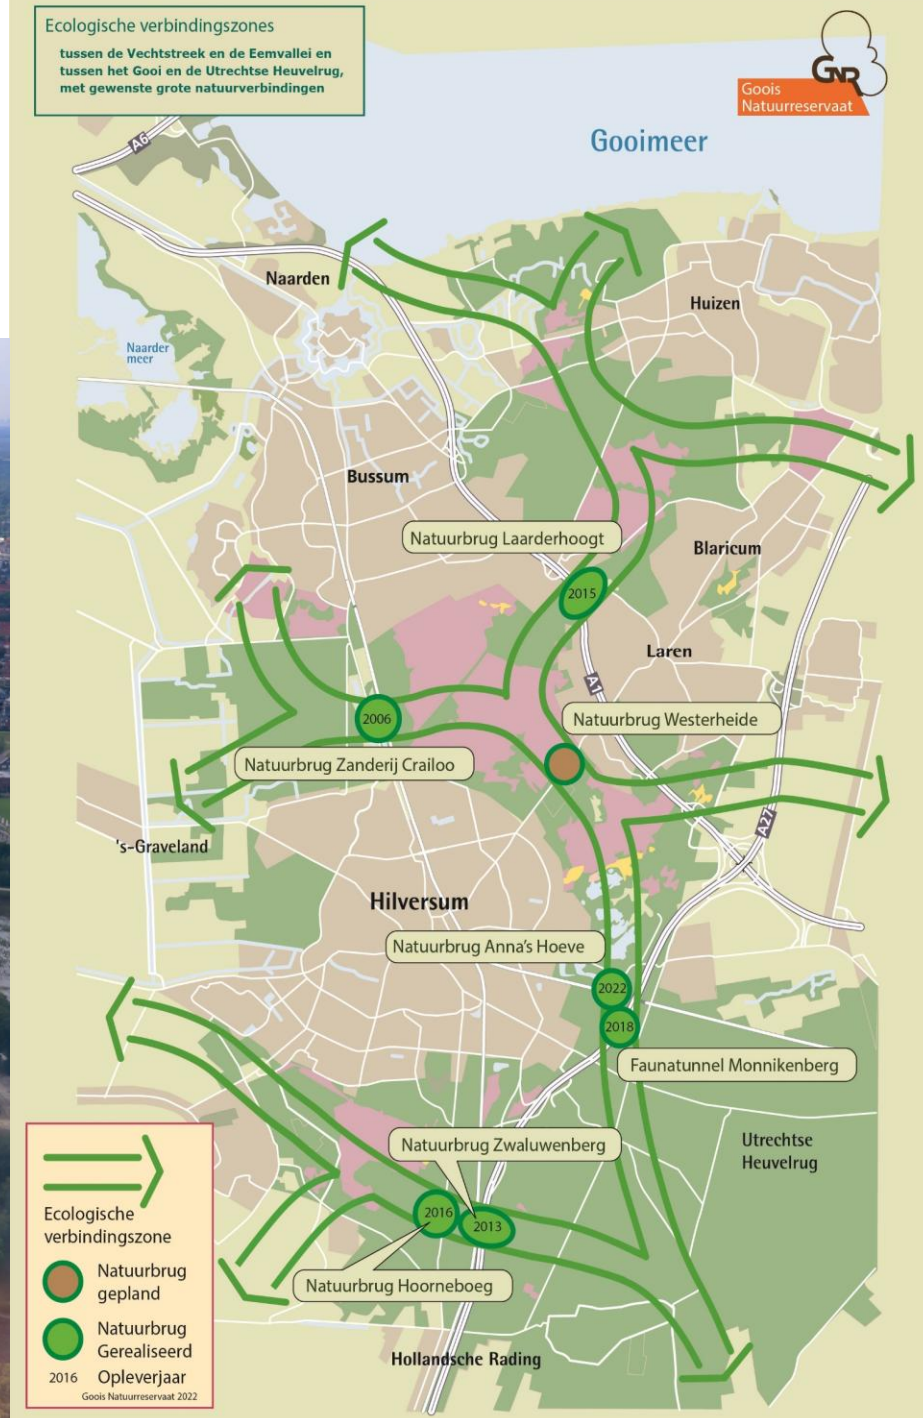 Ecologische verbindingszones
tussen de Vechtstreek en de Eemvallei en
tussen het Gooi en de Utrechtse Heuvelrug,
met gewenste grote natuurverbindingen
GNR
Goois
Natuurreservaat
A6
Gooimeer
Naarden
Huizen
Naarder
meer
Bussum
Natuurbrug Laarderhoogt
Blaricum
2015
Laren
A1
2006
Natuurbrug Westerheide
Natuurbrug Zanderij Crailoo
A27
's-Graveland
Hilversum
Natuurbrug Anna's Hoeve
2022
2018
Faunatunnel Monnikenberg
Natuurbrug Zwaluwenberg
Utrechtse
Heuvelrug
2016
2013
Natuurbrug Hoorneboeg
Hollandsche Rading
Ecologische
verbindingszone
Natuurbrug
gepland
Natuurbrug
Gerealiseerd
2016 Opleverjaar
Goois Natuurreservaat 2022